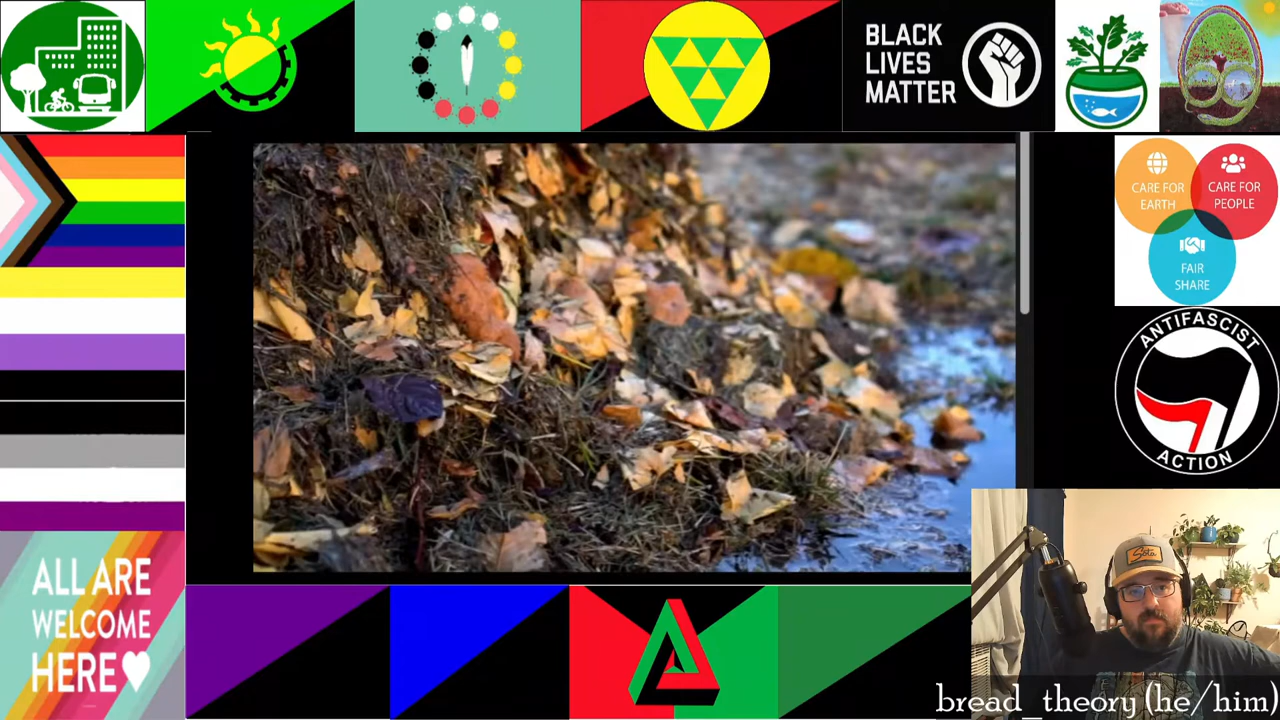 BLACK
LIVES
MATTER
CARE FOR
EARTH
CARE FOR
PEOPLE
FAIR
SHARE
ANTIFASCIST
ACTION
ALL ARE
WELCOME
HERE
Sota
bread_theory (he/him)